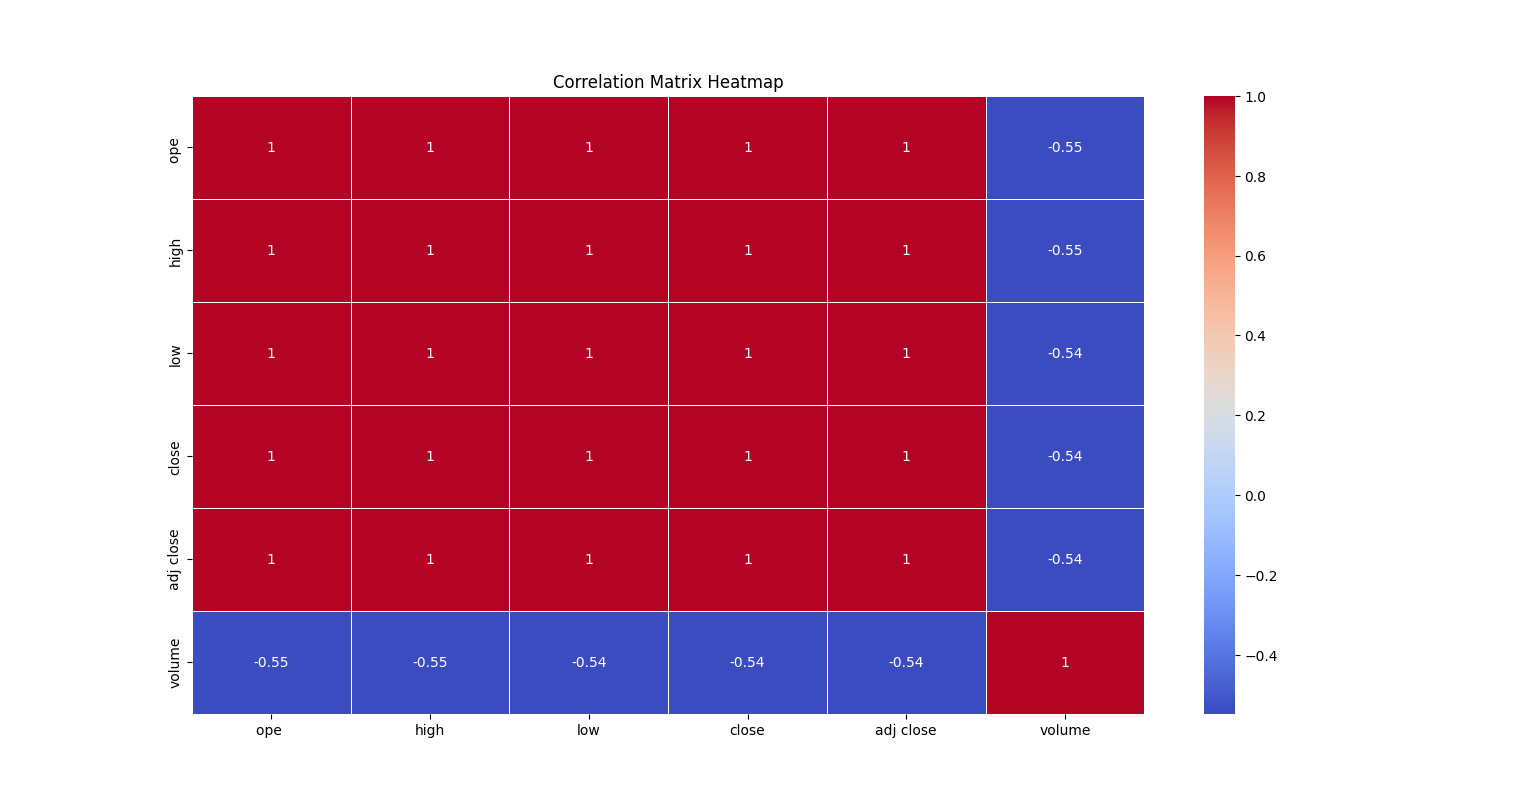 Correlation Matrix Heatmap
ope 1 1 1 1 1 -0.55
high 1 1 1 1 1 -0.55
low 1 1 1 1 1 -0.54
close 1 1 1 1 1 -0.54
adj close 1 1 1 1 1 -0.54
volume -0.55 -0.55 -0.54 -0.54 -0.54 1
ope high low close adj close volume
1.0
0.8
0.6
0.4
0.2
0.0
−0.2
−0.4